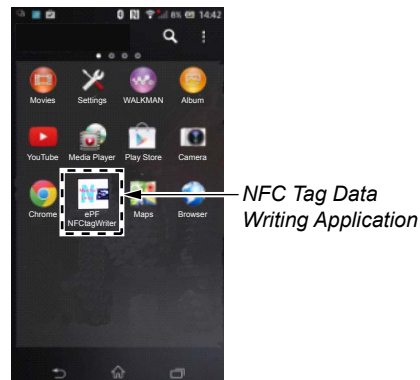 8% 14:42
Movies Settings WALKMAN Album
YouTube Media Player Play Store Camera
Chrome ePF NFCtagWriter Maps Browser
NFC Tag Data
Writing Application